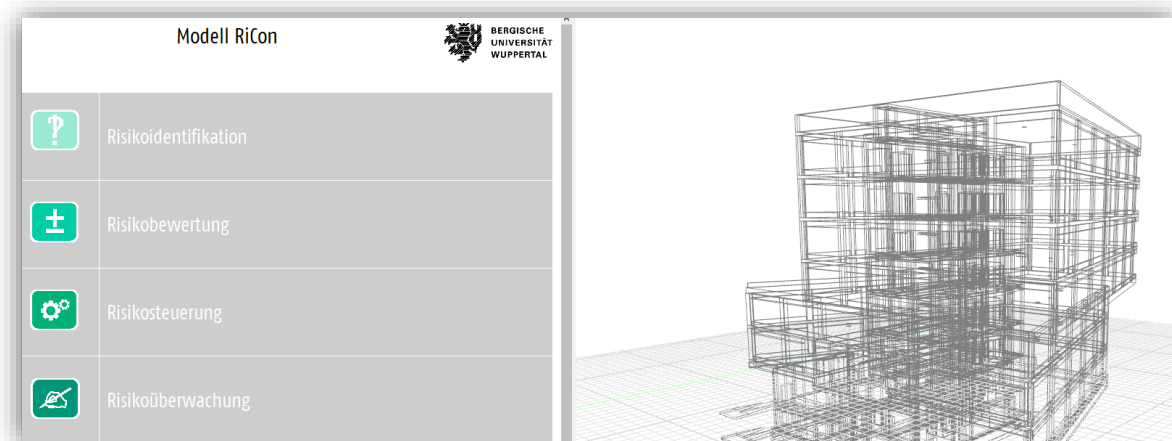 Modell RiCon
BERGISCHE
UNIVERSITÄT
WUPPERTAL
Risikoidentifikation
Risikobewertung
Risikosteuerung
Risikoüberwachung